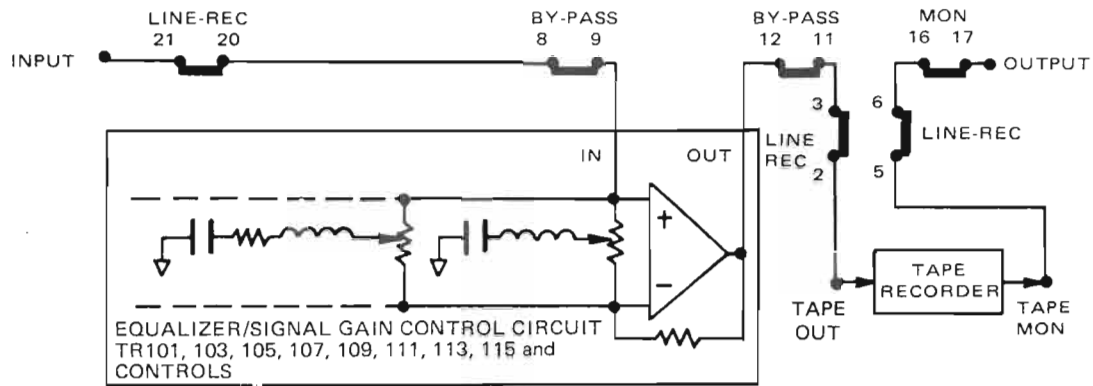 LINE-REC
21 20
BY-PASS
8 9
BY-PASS
12 11
MON
16 17
INPUT
OUTPUT
3
6
LINE
REC
LINE-REC
2
5
IN
OUT
+
−
TAPE
RECORDER
TAPE
OUT
TAPE
MON
EQUALIZER/SIGNAL GAIN CONTROL CIRCUIT
TR101, 103, 105, 107, 109, 111, 113, 115 and
CONTROLS